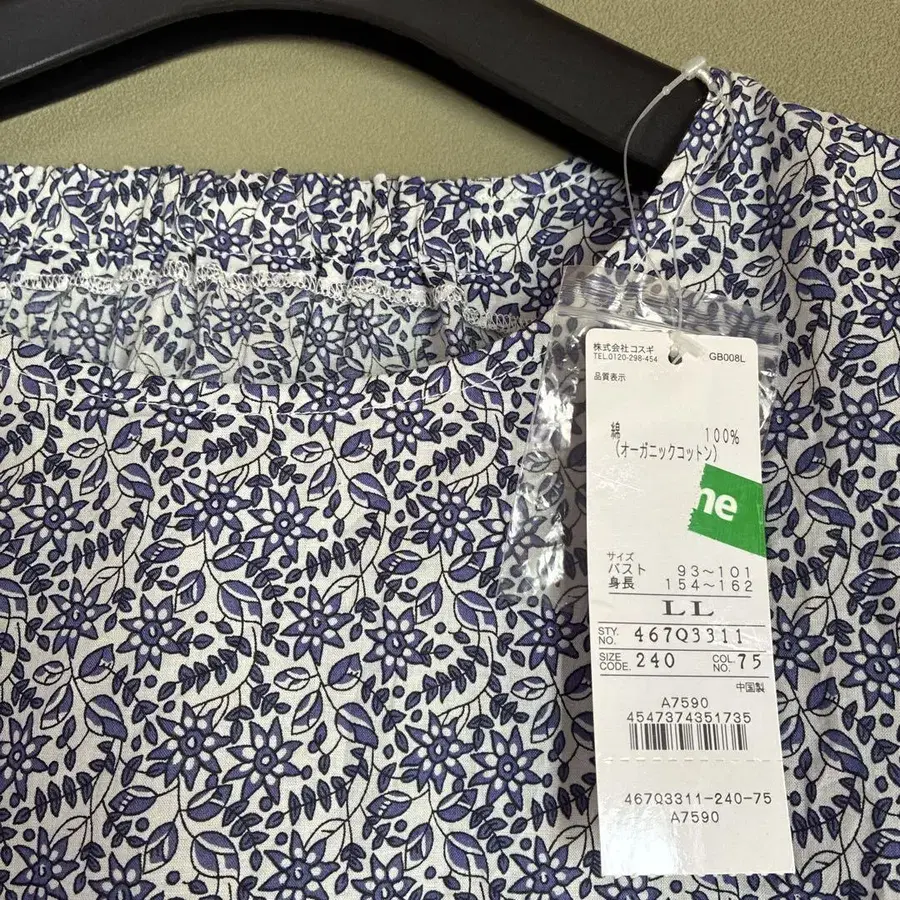 株式会社コスギ
TEL.0120-298-454 GB008L
品質表示
綿 100%
(オーガニックコットン)
me
サイズ
バスト 93～101
身長 154～162
LL
STY. NO. 467Q3311
SIZE CODE. 240 COL. NO. 75
中国製
A7590
4547374351735
467Q3311-240-75
A7590